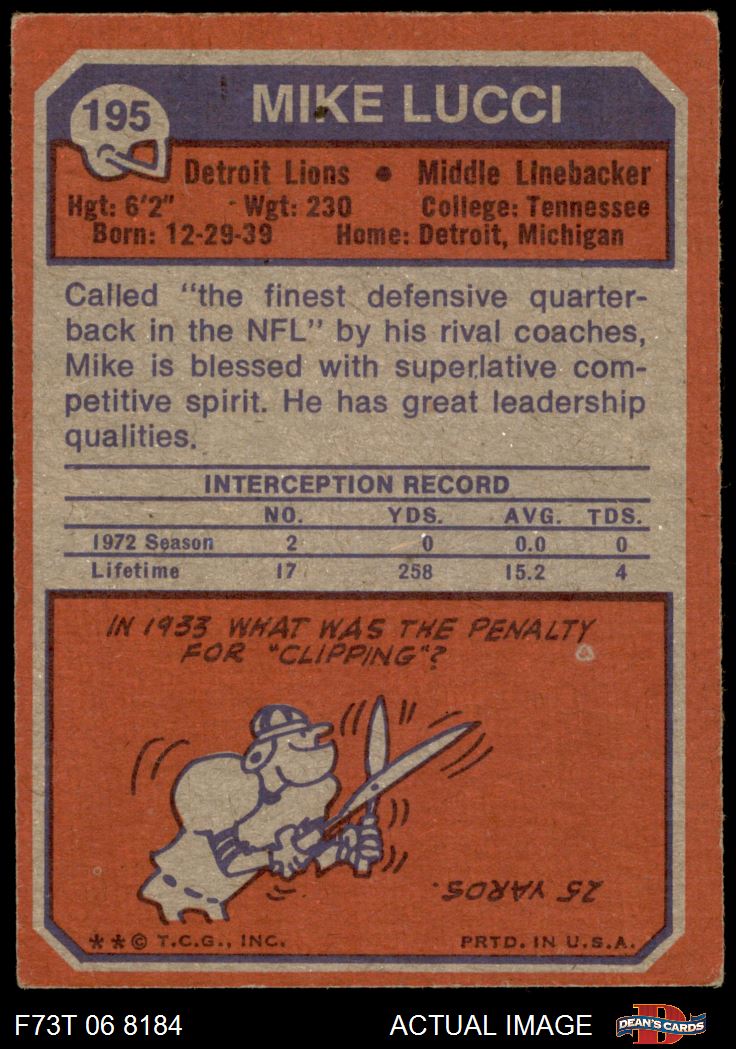 195
MIKE LUCCI
Detroit Lions • Middle Linebacker
Hgt: 6'2" Wgt: 230 College: Tennessee
Born: 12-29-39 Home: Detroit, Michigan
Called "the finest defensive quarter-
back in the NFL" by his rival coaches,
Mike is blessed with superlative com-
petitive spirit. He has great leadership
qualities.
INTERCEPTION RECORD
NO. YDS. AVG. TDS.
1972 Season 2 0 0.0 0
Lifetime 17 258 15.2 4
IN 1933 WHAT WAS THE PENALTY
FOR "CLIPPING"?
25 YARDS.
**© T.C.G., INC. PRTD. IN U.S.A.
F73T 06 8184 ACTUAL IMAGE
D
DEAN'S CARDS